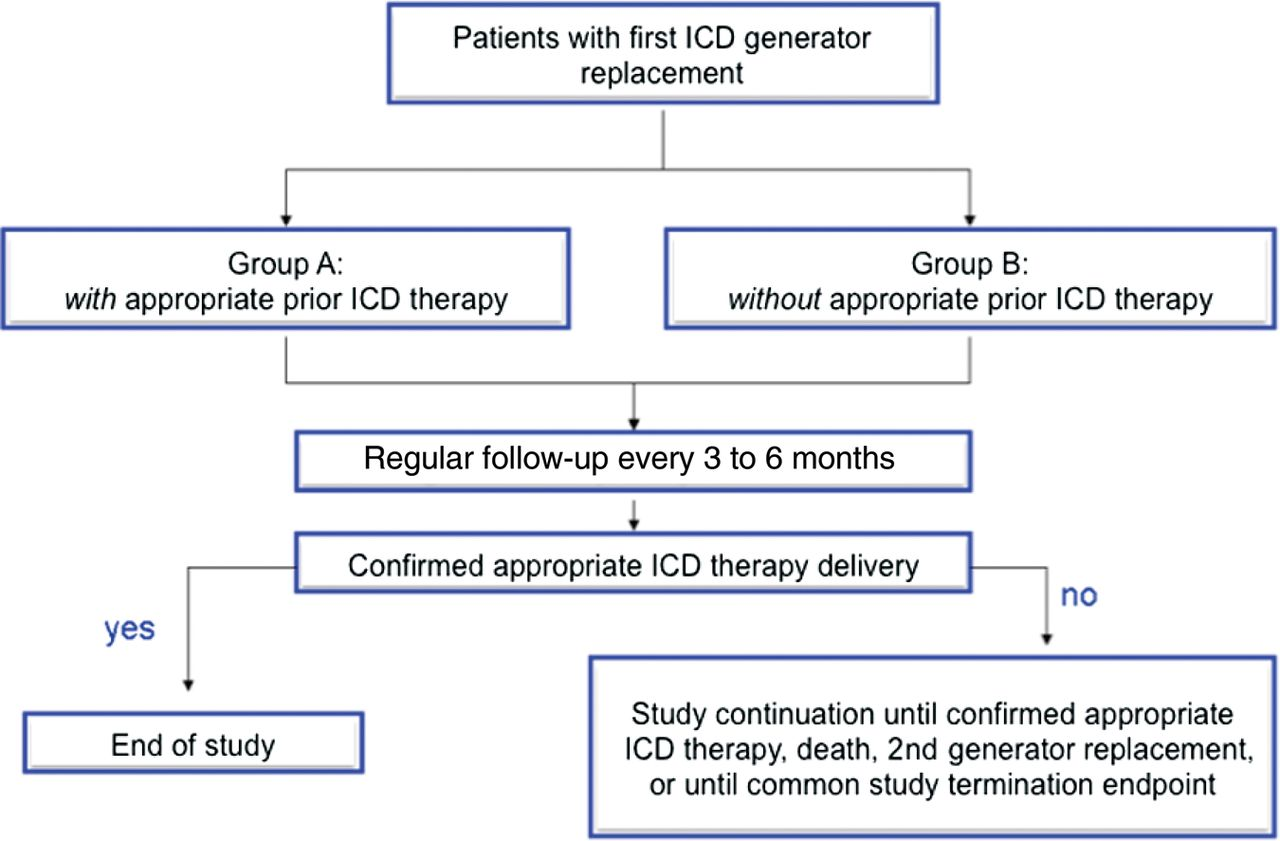 Patients with first ICD generator
replacement
Group A:
with appropriate prior ICD therapy
Group B:
without appropriate prior ICD therapy
Regular follow-up every 3 to 6 months
Confirmed appropriate ICD therapy delivery
yes
no
End of study
Study continuation until confirmed appropriate
ICD therapy, death, 2nd generator replacement,
or until common study termination endpoint